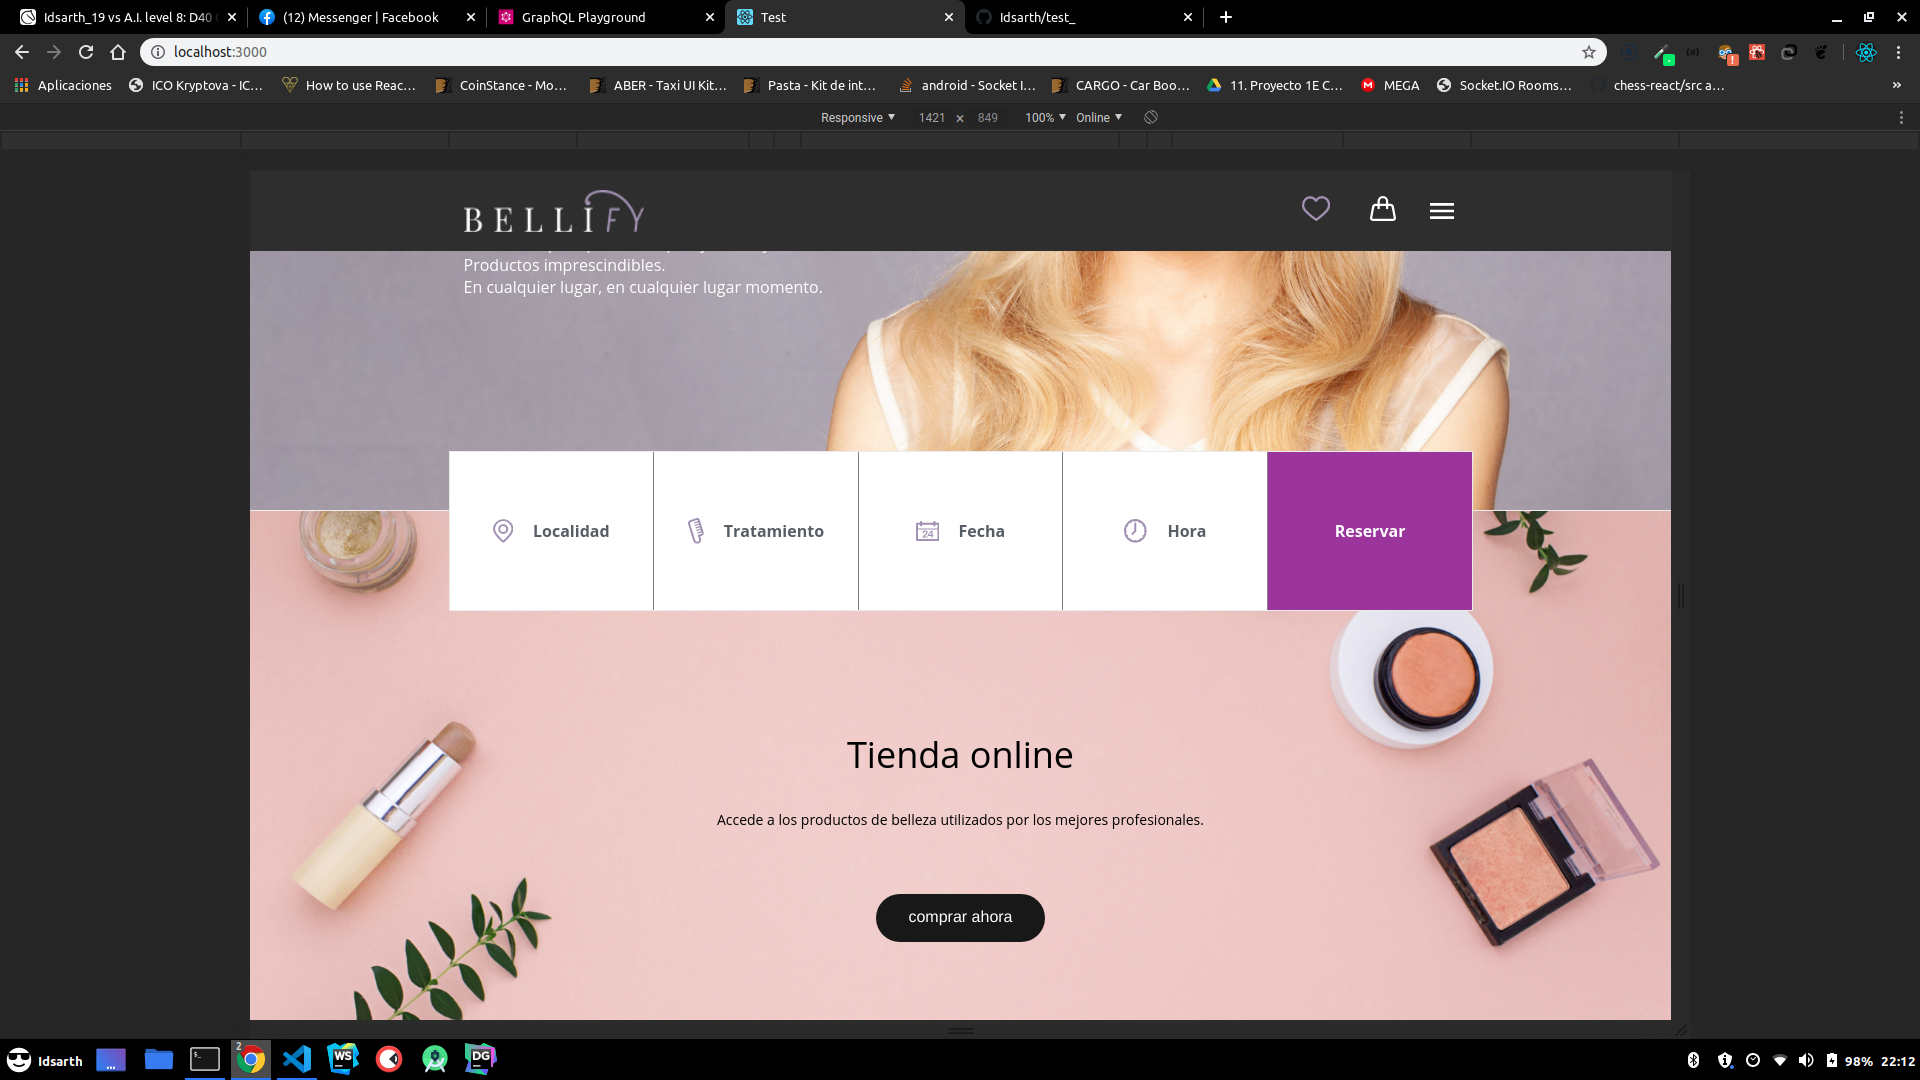 Idsarth_19 vs A.I. level 8: D40
(12) Messenger | Facebook
GraphQL Playground
Test
Idsarth/test_
localhost:3000
Aplicaciones
ICO Kryptova - IC...
How to use Reac...
CoinStance - Mo...
ABER - Taxi UI Kit...
Pasta - Kit de int...
android - Socket I...
CARGO - Car Boo...
11. Proyecto 1E C...
MEGA
Socket.IO Rooms...
chess-react/src a...
»
Responsive 1421 × 849 100% Online
BELLIFY
Productos imprescindibles.
En cualquier lugar, en cualquier lugar momento.
Localidad
Tratamiento
24 Fecha
Hora
Reservar
Tienda online
Accede a los productos de belleza utilizados por los mejores profesionales.
comprar ahora
Idsarth
2
WS
DG
98% 22:12